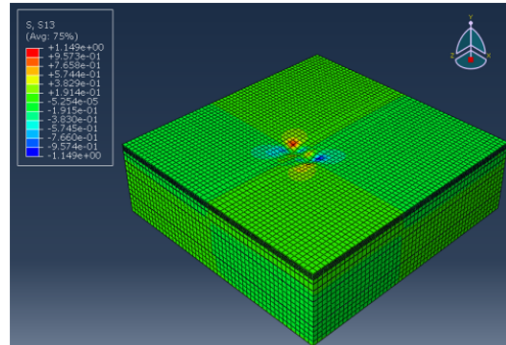 S, S13
(Avg: 75%)
+1.149e+00
+9.573e-01
+7.658e-01
+5.744e-01
+3.829e-01
+1.914e-01
-5.254e-05
-1.915e-01
-3.830e-01
-5.745e-01
-7.660e-01
-9.574e-01
-1.149e+00
Y
Z
X